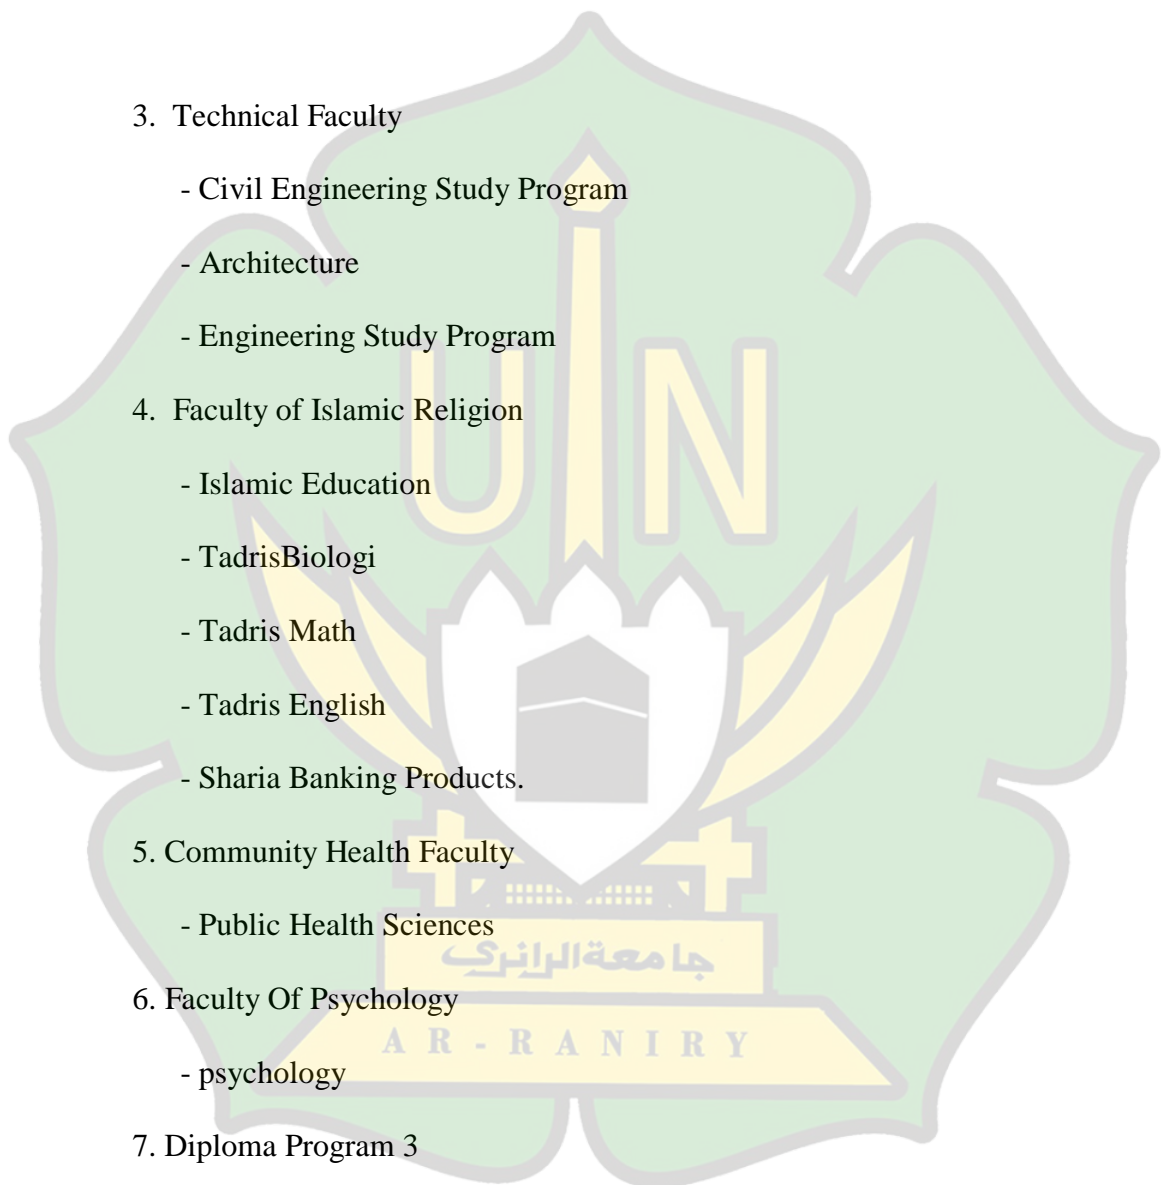 3. Technical Faculty
- Civil Engineering Study Program
- Architecture
- Engineering Study Program
4. Faculty of Islamic Religion
- Islamic Education
- TadrisBiologi
- Tadris Math
- Tadris English
- Sharia Banking Products.
5. Community Health Faculty
- Public Health Sciences
6. Faculty Of Psychology
- psychology
7. Diploma Program 3
UIN
جامعةالرانري
AR-RANIRY